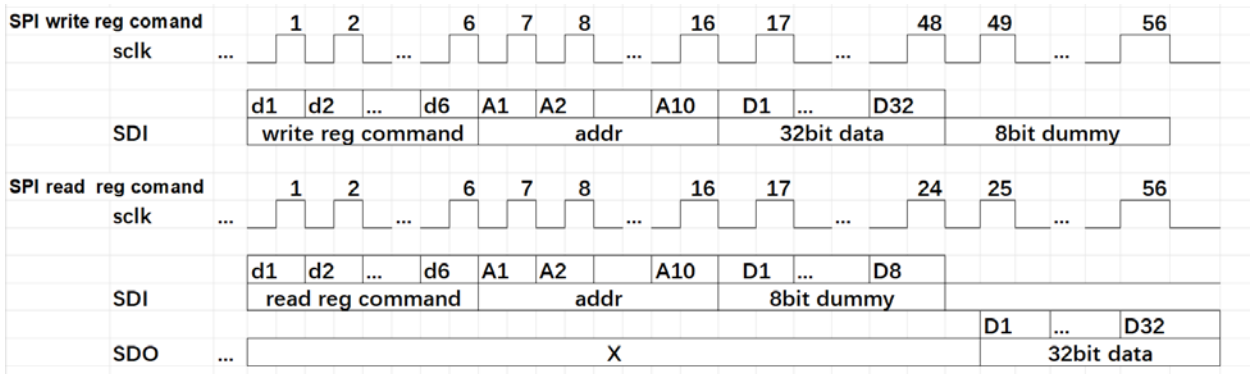 SPI write reg comand 1 2 6 7 8 16 17 48 49 56
sclk ... ... ... ... ...
d1 d2 ... d6 A1 A2 A10 D1 ... D32
SDI write reg command addr 32bit data 8bit dummy
SPI read reg comand 1 2 6 7 8 16 17 24 25 56
sclk ... ... ... ... ...
d1 d2 ... d6 A1 A2 A10 D1 ... D8
SDI read reg command addr 8bit dummy
D1 ... D32
SDO ... X 32bit data